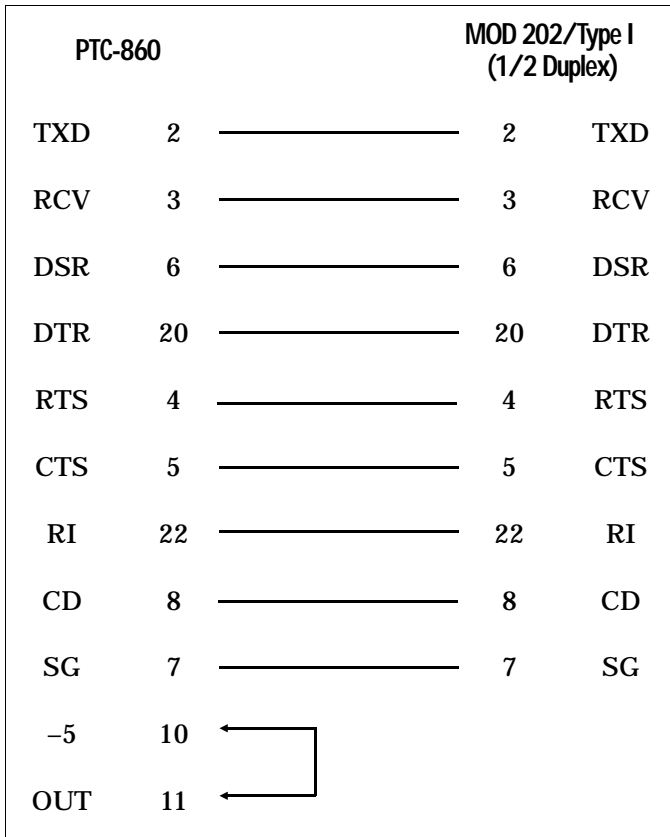 PTC-860 MOD 202/Type I
(1/2 Duplex)
TXD 2 2 TXD
RCV 3 3 RCV
DSR 6 6 DSR
DTR 20 20 DTR
RTS 4 4 RTS
CTS 5 5 CTS
RI 22 22 RI
CD 8 8 CD
SG 7 7 SG
–5 10
OUT 11